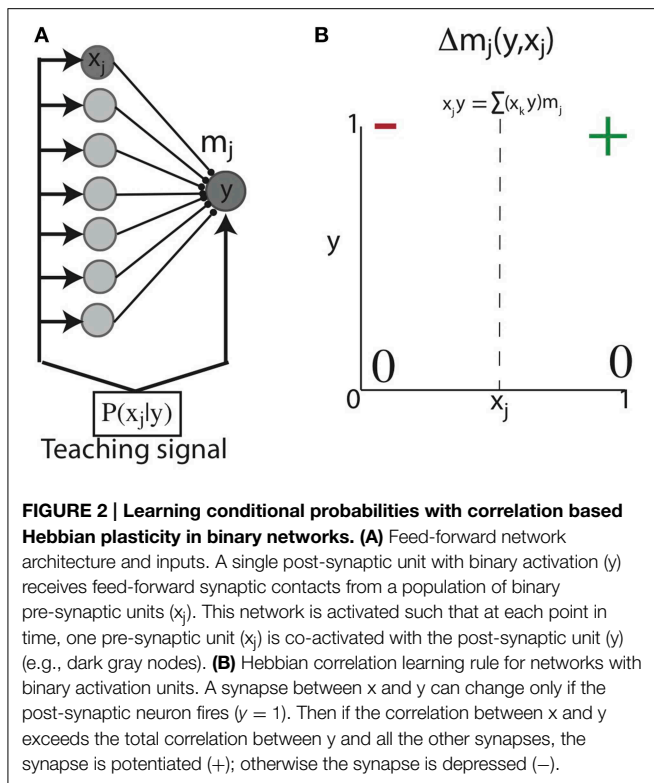 A
x_j
m_j
y
P(x_j|y)
Teaching signal
B
Δm_j(y,x_j)
x_j y = ∑(x_k y)m_j
1
−
+
y
0
0
0
x_j
1
FIGURE 2 | Learning conditional probabilities with correlation based
Hebbian plasticity in binary networks. (A) Feed-forward network
architecture and inputs. A single post-synaptic unit with binary activation (y)
receives feed-forward synaptic contacts from a population of binary
pre-synaptic units (x_j). This network is activated such that at each point in
time, one pre-synaptic unit (x_j) is co-activated with the post-synaptic unit (y)
(e.g., dark gray nodes). (B) Hebbian correlation learning rule for networks with
binary activation units. A synapse between x and y can change only if the
post-synaptic neuron fires (y = 1). Then if the correlation between x and y
exceeds the total correlation between y and all the other synapses, the
synapse is potentiated (+); otherwise the synapse is depressed (−).